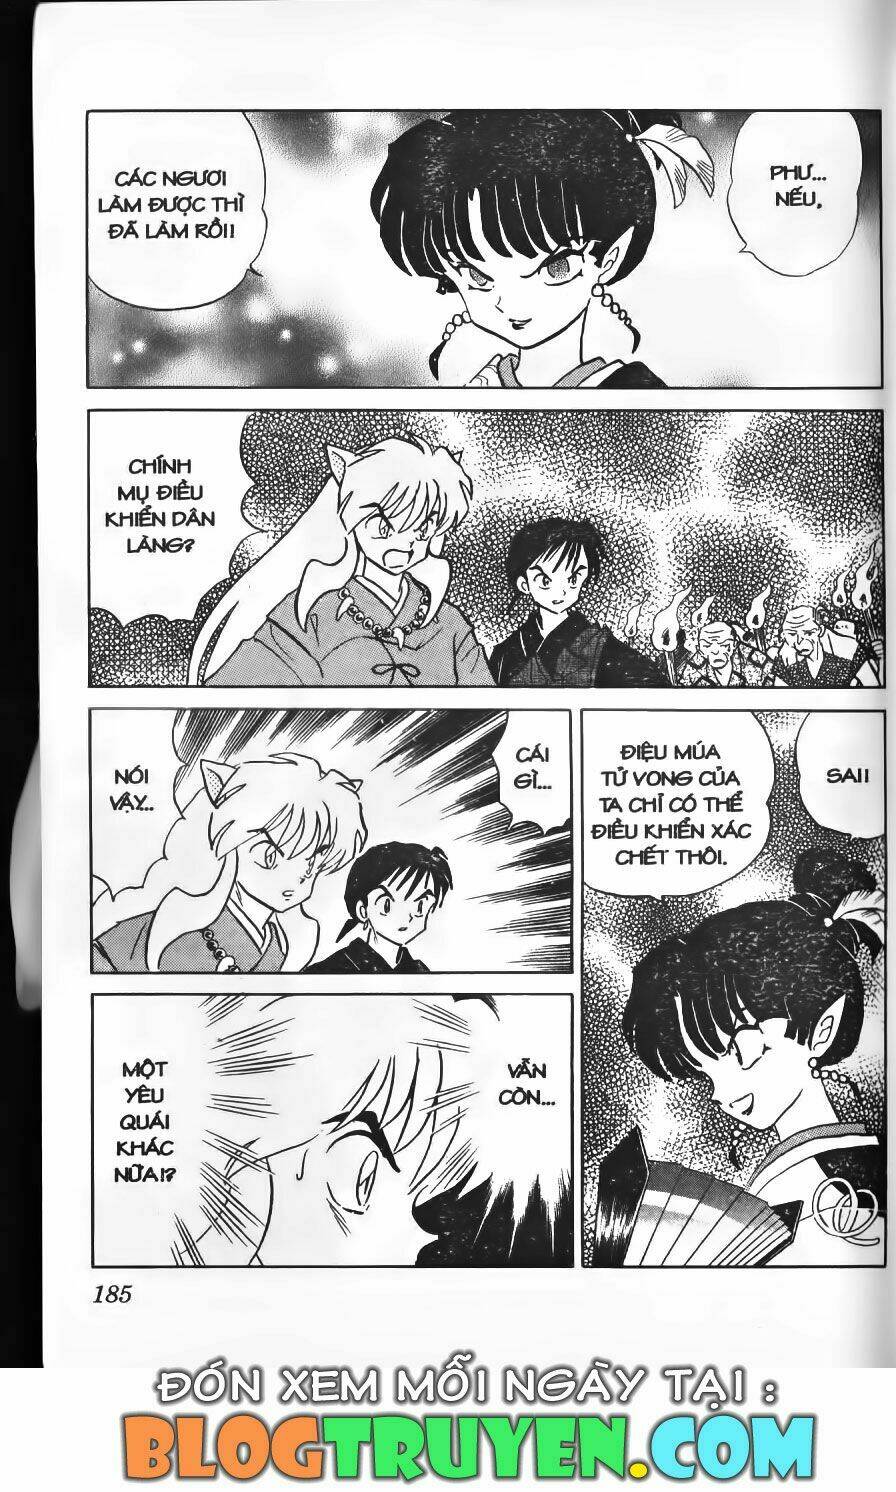 PHƯ...
NẾU,
CÁC NGƯƠI
LÀM ĐƯỢC THÌ
ĐÃ LÀM RỒI!
CHÍNH
MỤ ĐIỀU
KHIỂN DÂN
LÀNG?
SAI!
ĐIỆU MÚA
TỬ VONG CỦA
TA CHỈ CÓ THỂ
ĐIỀU KHIỂN XÁC
CHẾT THÔI.
CÁI
GÌ...
NÓI
VẬY...
VẪN
CÒN...
MỘT
YÊU
QUÁI
KHÁC
NỮA!?
185
ĐÓN XEM MỖI NGÀY TẠI :
BLOGTRUYEN.COM